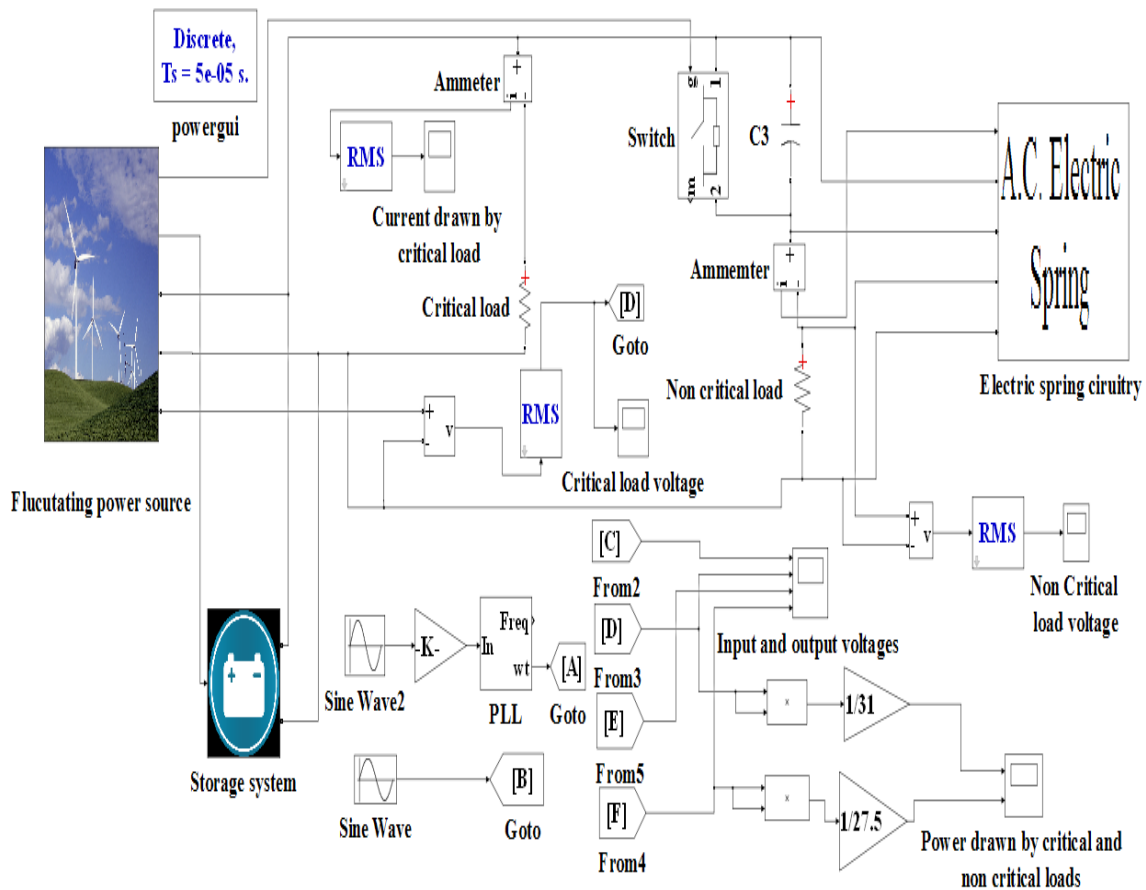 Discrete,
Ts = 5e-05 s.
powergui
Ammeter
+
i -
RMS
Current drawn by
critical load
Switch
g 1
m 2
+
C3
A.C. Electric
Spring
Electric spring ciruitry
Ammemter
+
i -
+
Critical load
[D]
Goto
+
Non critical load
RMS
+
-
v
Critical load voltage
Flucutating power source
+
-
v
RMS
Non Critical
load voltage
[C]
From2
[D]
From3
[E]
From5
[F]
From4
Input and output voltages
+ -
Storage system
Sine Wave2
-K-
In
Freq
wt
PLL
[A]
Goto
Sine Wave
[B]
Goto
×
1/31
×
1/27.5
Power drawn by critical and
non critical loads